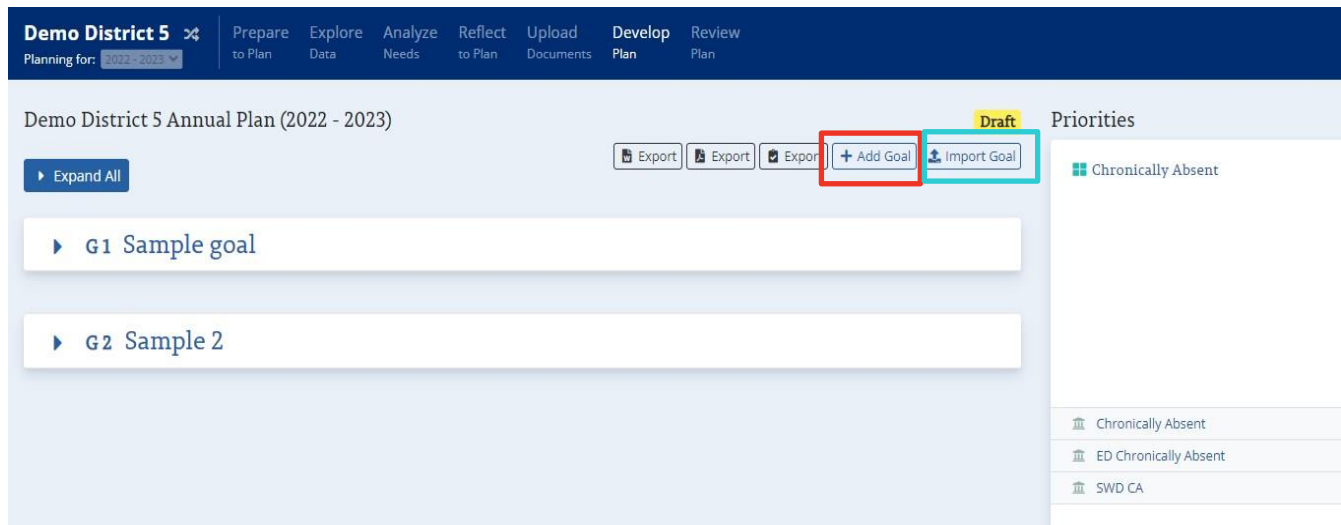 Demo District 5
Planning for: 2022 - 2023
Prepare
to Plan
Explore
Data
Analyze
Needs
Reflect
to Plan
Upload
Documents
Develop
Plan
Review
Plan
Demo District 5 Annual Plan (2022 - 2023)
Draft
Export
Export
Export
+ Add Goal
Import Goal
Expand All
G1 Sample goal
G2 Sample 2
Priorities
Chronically Absent
Chronically Absent
ED Chronically Absent
SWD CA